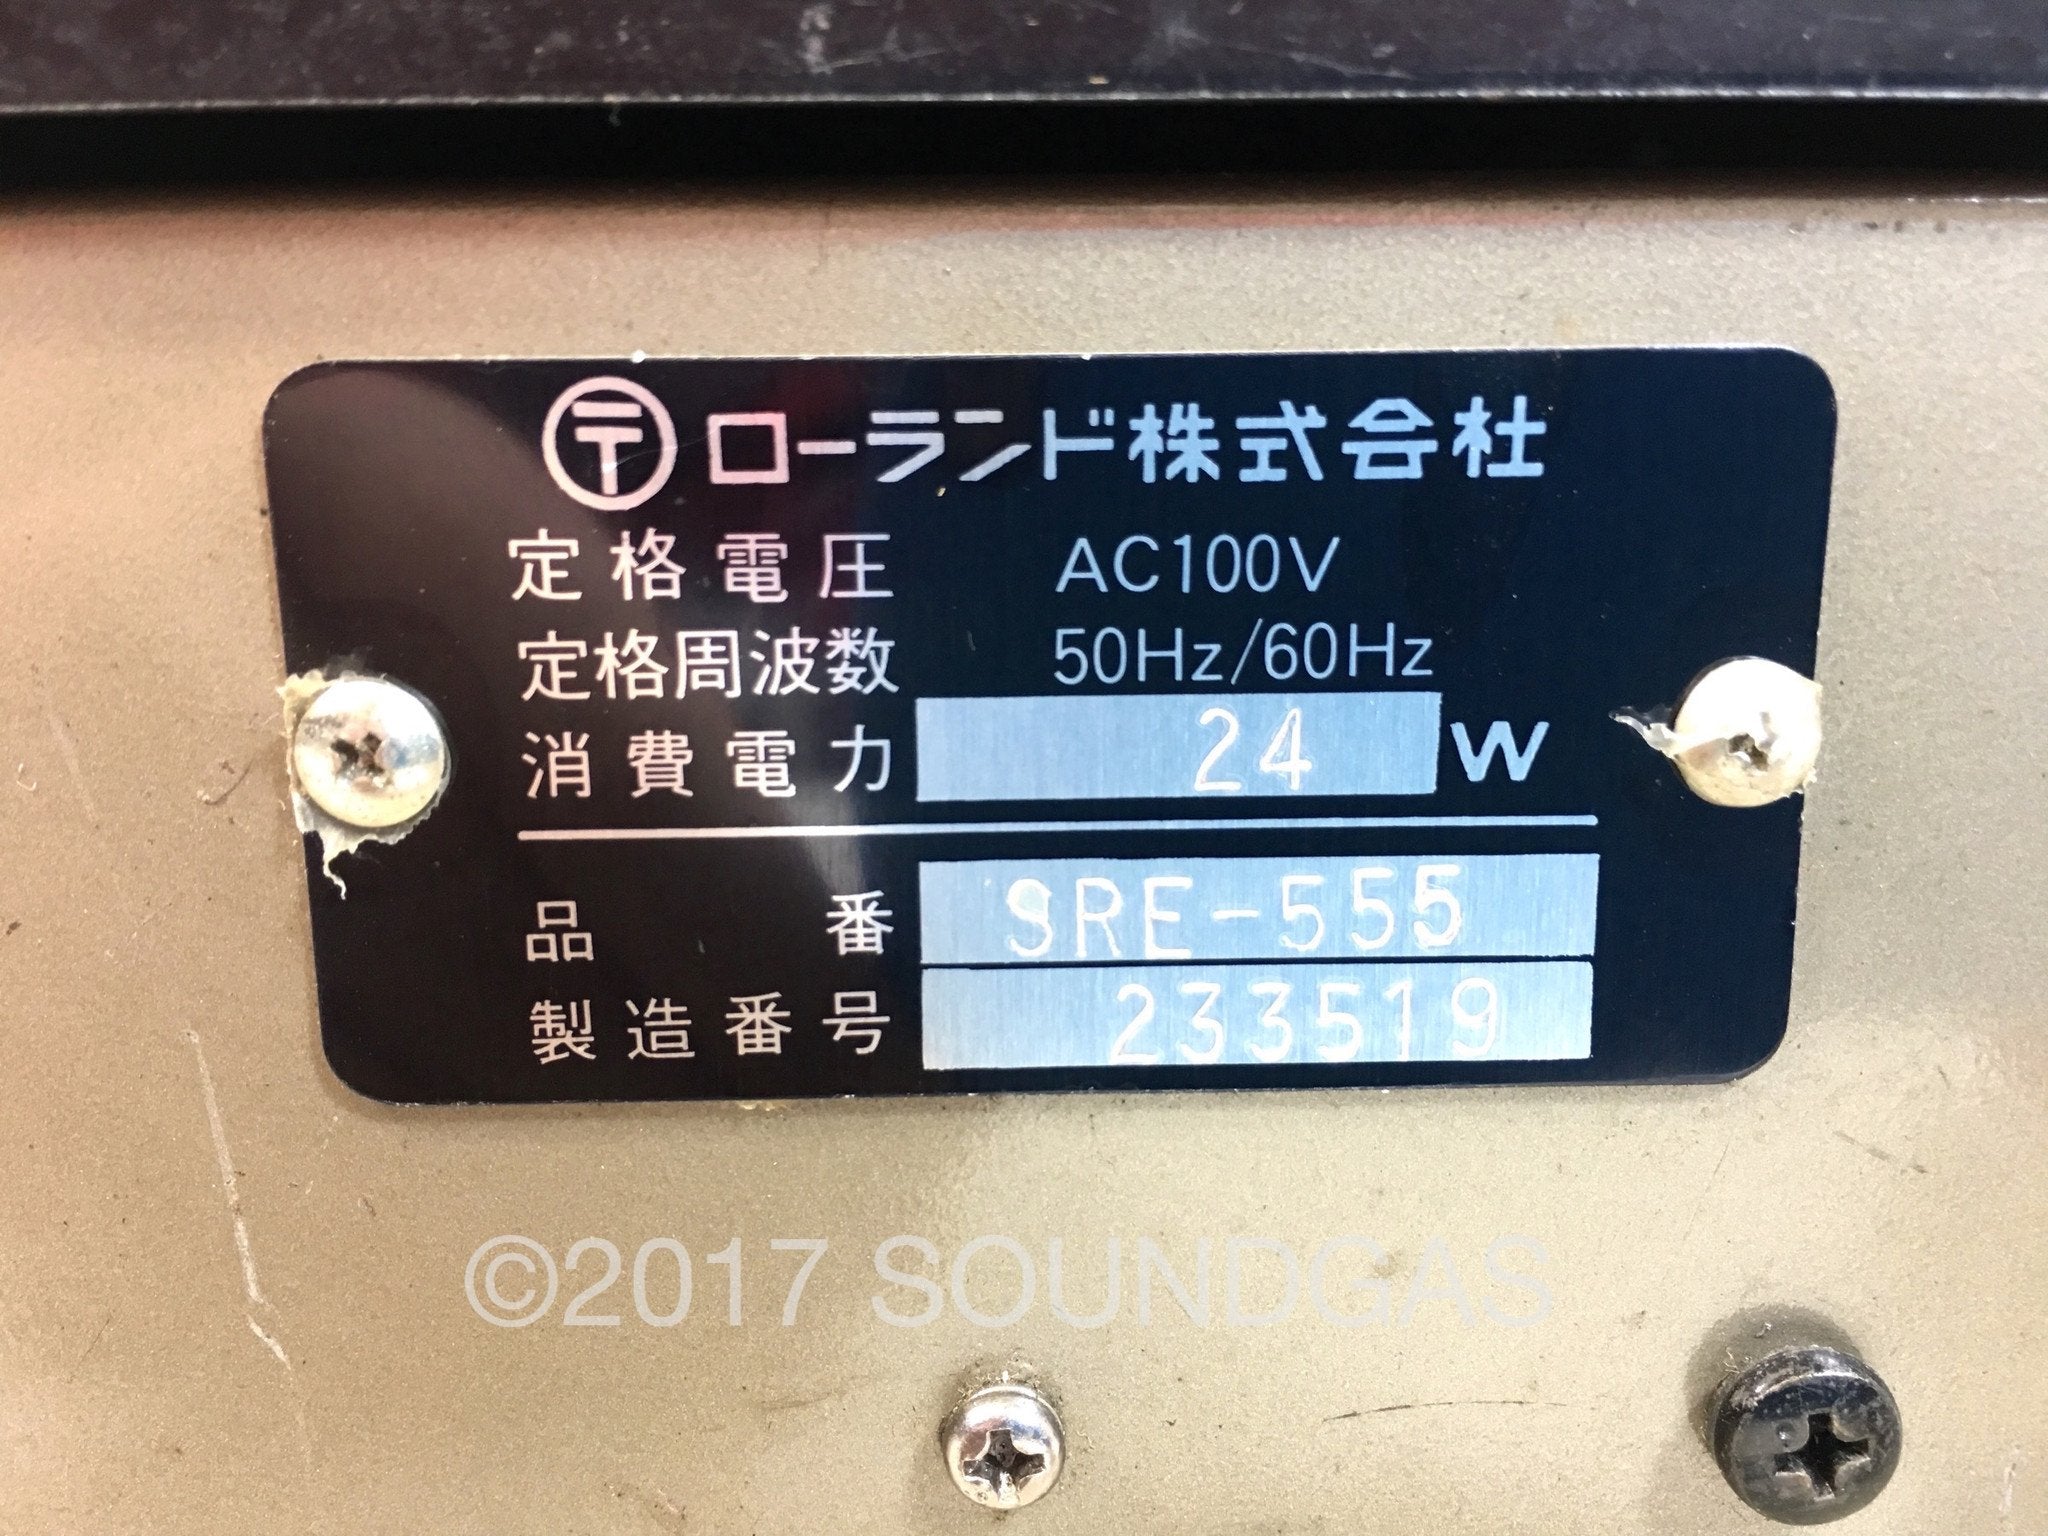 〒 ローランド株式会社
定格電圧 AC100V
定格周波数 50Hz/60Hz
消費電力 24 W
品番 SRE-555
製造番号 233519
©2017 SOUNDGAS